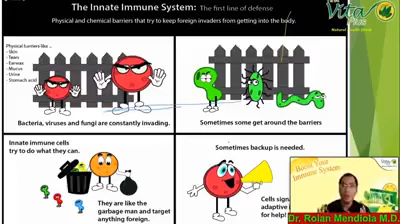 The Innate Immune System: The first line of defense
Physical and chemical barriers that try to keep foreign invaders from getting into the body.
Vita
Plus
Physical barriers like ...
- Skin
- Tears
- Earwax
- Mucus
- Urine
- Stomach acid
Bacteria, viruses and fungi are constantly invading.
Sometimes some get around the barriers
Innate immune cells
try to do what they can.
They are like the
garbage man and target
anything foreign.
Sometimes backup is needed.
Cells
adaptive
for help
Boost Your
Immune System
Dr. Rolan Mendiola M.D.